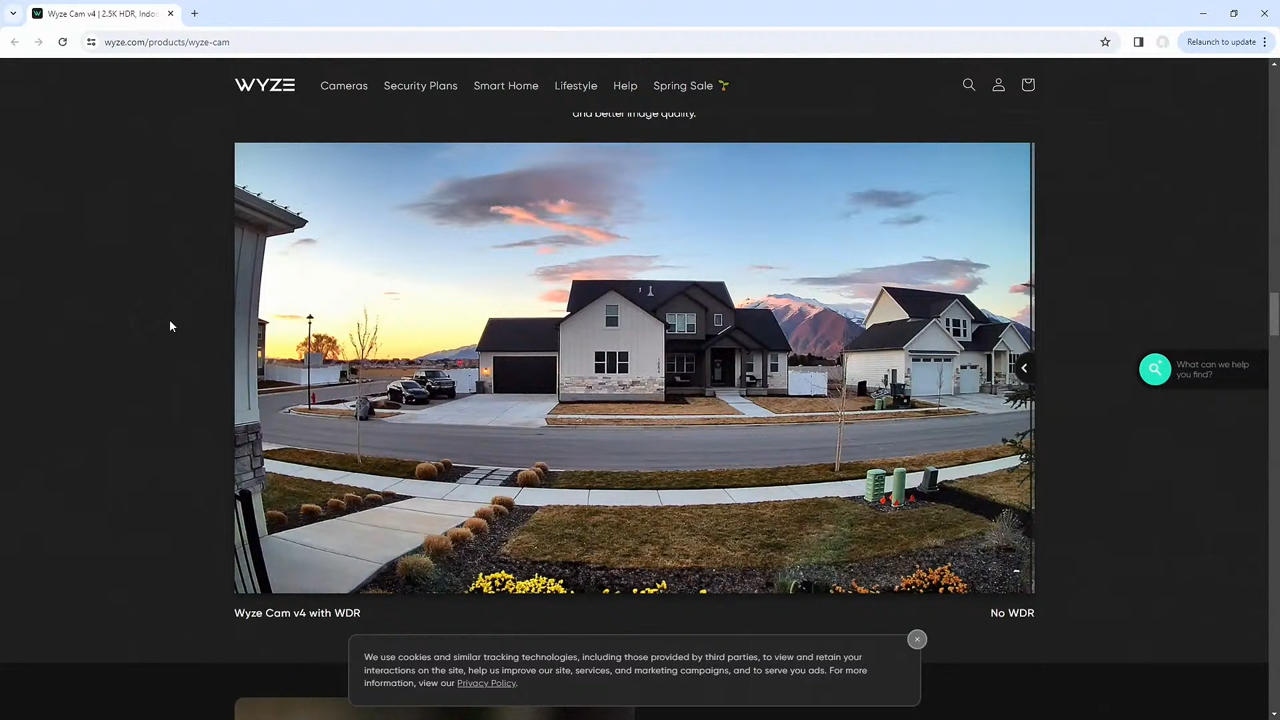 Wyze Cam v4 | 2.5K HDR, Indo
wyze.com/products/wyze-cam
Relaunch to update
WYZE
Cameras
Security Plans
Smart Home
Lifestyle
Help
Spring Sale
and better image quality.
What can we help
you find?
Wyze Cam v4 with WDR
No WDR
We use cookies and similar tracking technologies, including those provided by third parties, to view and retain your
interactions on the site, help us improve our site, services, and marketing campaigns, and to serve you ads. For more
information, view our Privacy Policy.